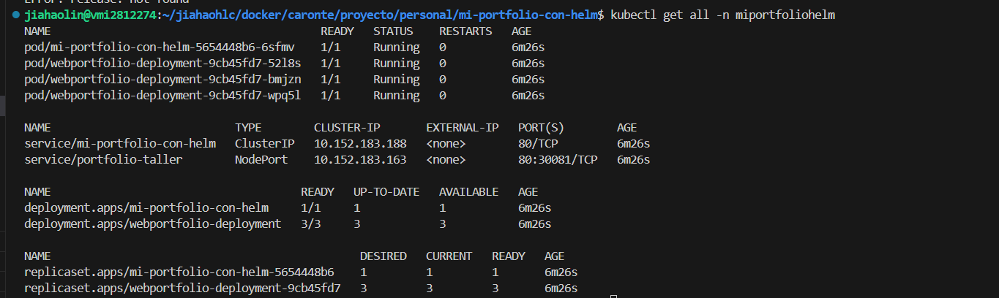 Error: release: not found
jiahaolin@vmi2812274:~/jiahaohlc/docker/caronte/proyecto/personal/mi-portfolio-con-helm$ kubectl get all -n miportfoliohelm
NAME READY STATUS RESTARTS AGE
pod/mi-portfolio-con-helm-5654448b6-6sfmv 1/1 Running 0 6m26s
pod/webportfolio-deployment-9cb45fd7-52l8s 1/1 Running 0 6m26s
pod/webportfolio-deployment-9cb45fd7-bmjzn 1/1 Running 0 6m26s
pod/webportfolio-deployment-9cb45fd7-wpq5l 1/1 Running 0 6m26s
NAME TYPE CLUSTER-IP EXTERNAL-IP PORT(S) AGE
service/mi-portfolio-con-helm ClusterIP 10.152.183.188 <none> 80/TCP 6m26s
service/portfolio-taller NodePort 10.152.183.163 <none> 80:30081/TCP 6m26s
NAME READY UP-TO-DATE AVAILABLE AGE
deployment.apps/mi-portfolio-con-helm 1/1 1 1 6m26s
deployment.apps/webportfolio-deployment 3/3 3 3 6m26s
NAME DESIRED CURRENT READY AGE
replicaset.apps/mi-portfolio-con-helm-5654448b6 1 1 1 6m26s
replicaset.apps/webportfolio-deployment-9cb45fd7 3 3 3 6m26s